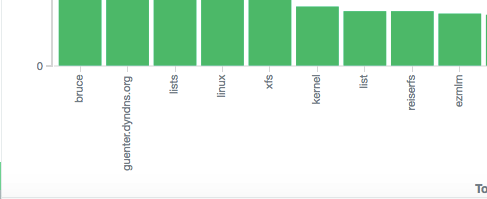 0
bruce
guenter.dyndns.org
lists
linux
xfs
kernel
list
reiserfs
ezmlm
To